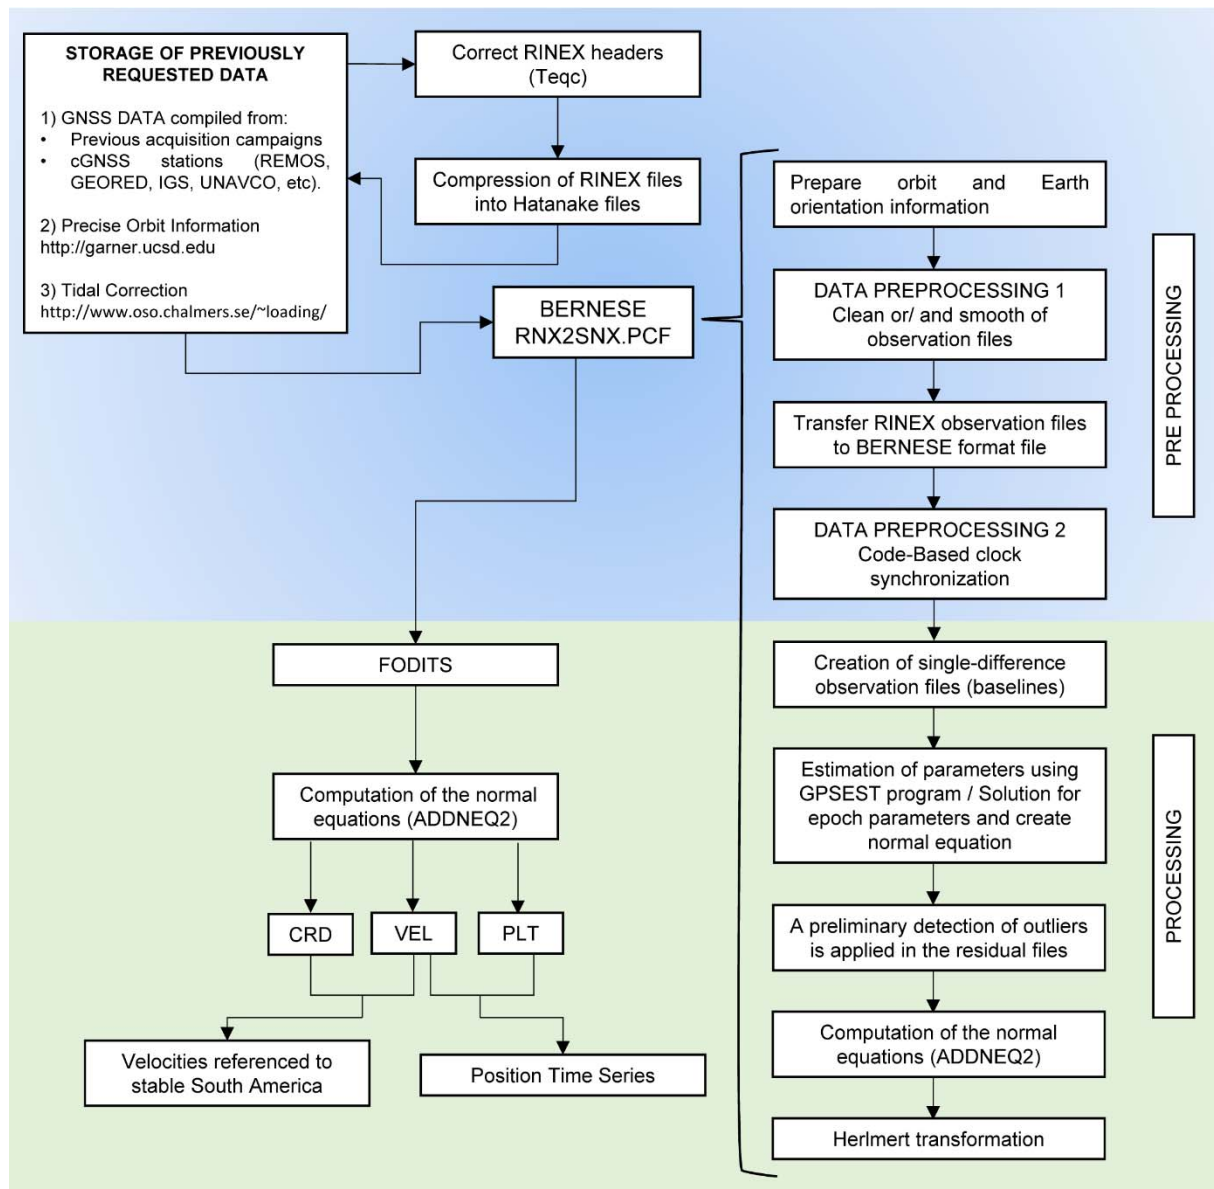 STORAGE OF PREVIOUSLY
REQUESTED DATA
1) GNSS DATA compiled from:
• Previous acquisition campaigns
• cGNSS stations (REMOS,
GEORED, IGS, UNAVCO, etc).
2) Precise Orbit Information
http://garner.ucsd.edu
3) Tidal Correction
http://www.oso.chalmers.se/~loading/
Correct RINEX headers
(Teqc)
Compression of RINEX files
into Hatanake files
BERNESE
RNX2SNX.PCF
FODITS
Computation of the normal
equations (ADDNEQ2)
CRD
VEL
PLT
Velocities referenced to
stable South America
Position Time Series
Prepare orbit and Earth
orientation information
DATA PREPROCESSING 1
Clean or/ and smooth of
observation files
Transfer RINEX observation files
to BERNESE format file
DATA PREPROCESSING 2
Code-Based clock
synchronization
Creation of single-difference
observation files (baselines)
Estimation of parameters using
GPSEST program / Solution for
epoch parameters and create
normal equation
A preliminary detection of outliers
is applied in the residual files
Computation of the normal
equations (ADDNEQ2)
Herlmert transformation
PRE PROCESSING
PROCESSING